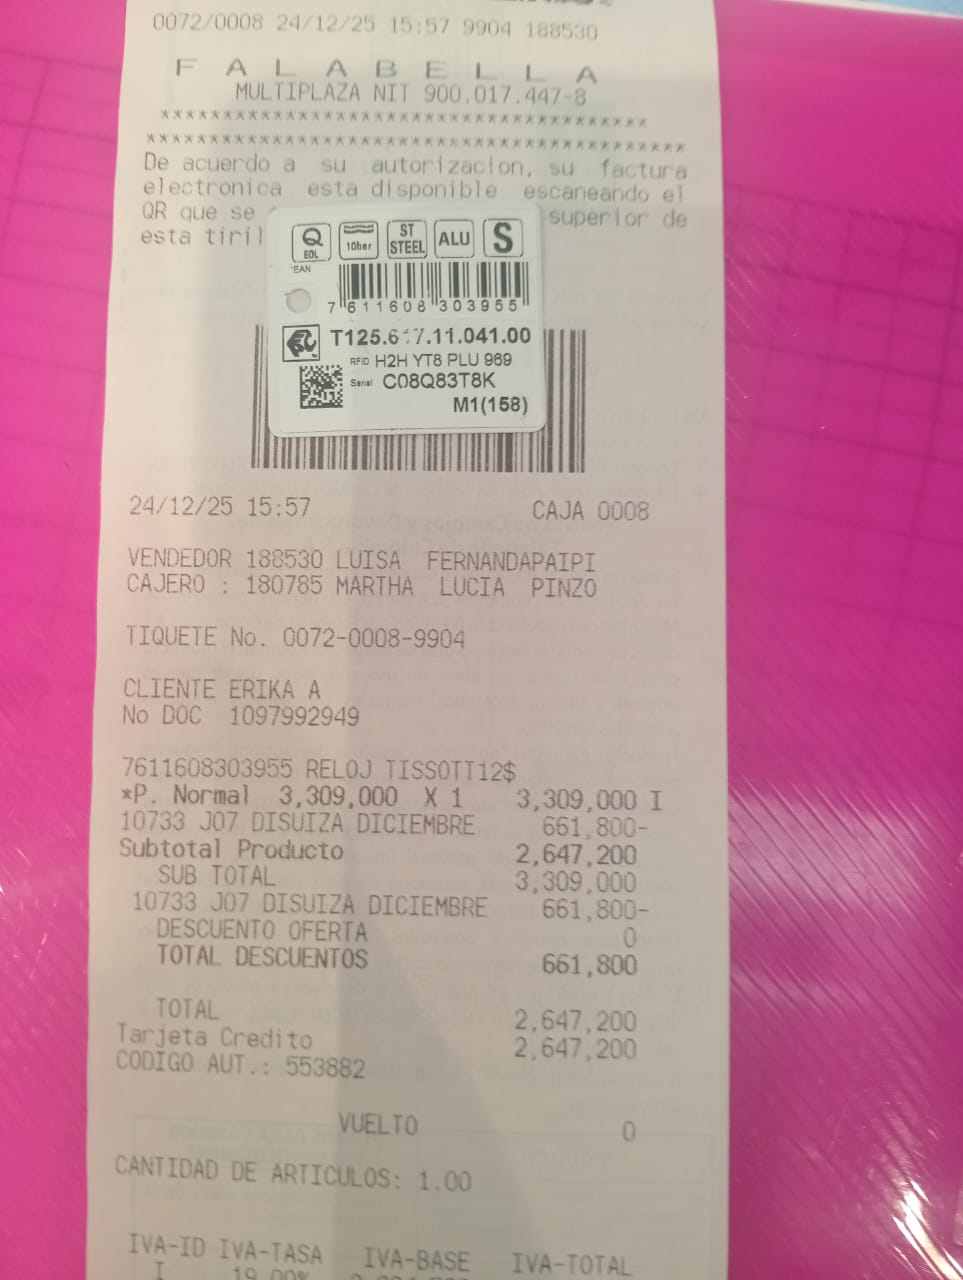 0072/0008 24/12/25 15:57 9904 188530
F A L A B E L L A
MULTIPLAZA NIT 900.017.447-8
***************************************
*******************************************
De acuerdo a su autorizacion, su factura
electronica esta disponible escaneando el
QR que se superior de
esta tiril
Q EOL 10bar ST STEEL ALU S
*EAN
7 611608 303955
T125.617.11.041.00
RFID H2H YT8 PLU 969
Serial C08Q83T8K
M1(158)
24/12/25 15:57 CAJA 0008
VENDEDOR 188530 LUISA FERNANDAPAIPI
CAJERO : 180785 MARTHA LUCIA PINZO
TIQUETE No. 0072-0008-9904
CLIENTE ERIKA A
No DOC 1097992949
7611608303955 RELOJ TISSOTT12$
*P. Normal 3,309,000 X 1 3,309,000 I
10733 J07 DISUIZA DICIEMBRE 661,800-
Subtotal Producto 2,647,200
SUB TOTAL 3,309,000
10733 J07 DISUIZA DICIEMBRE 661,800-
DESCUENTO OFERTA 0
TOTAL DESCUENTOS 661,800
TOTAL 2,647,200
Tarjeta Credito 2,647,200
CODIGO AUT.: 553882
VUELTO 0
CANTIDAD DE ARTICULOS: 1.00
IVA-ID IVA-TASA IVA-BASE IVA-TOTAL
I 19.00%